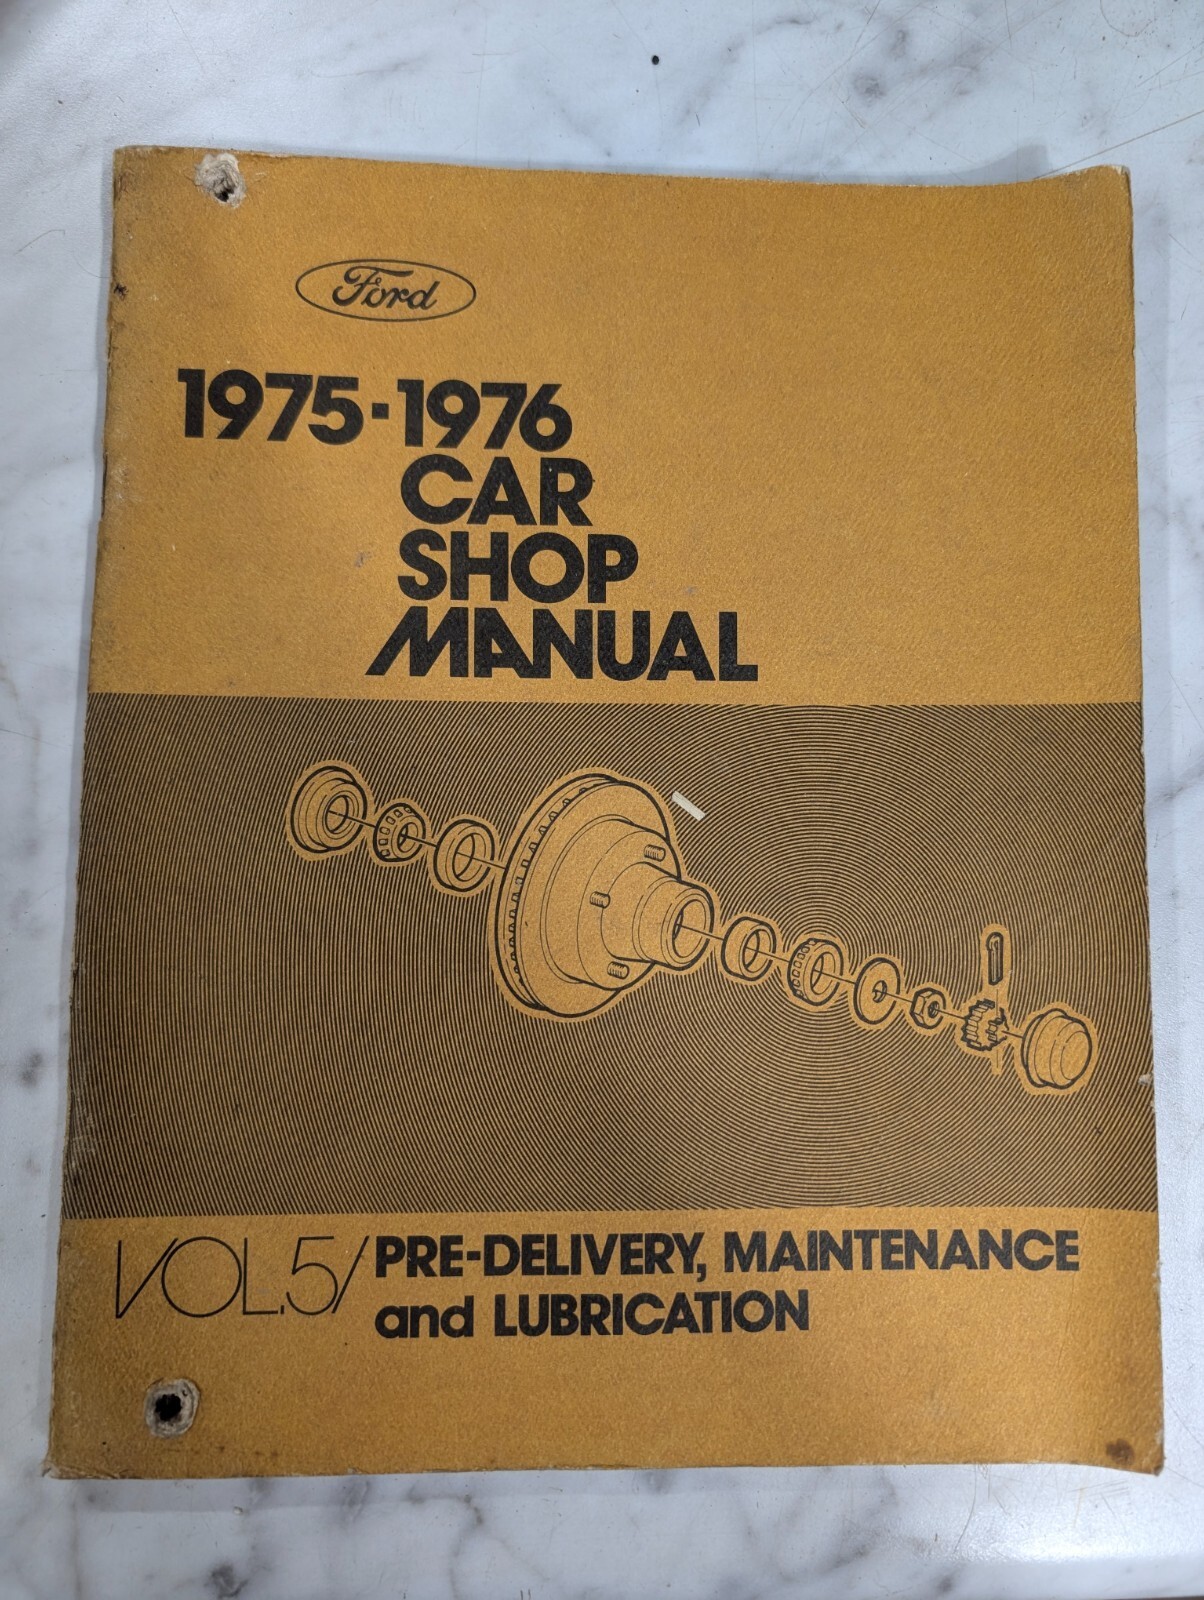 Ford
1975-1976
CAR
SHOP
MANUAL
VOL.5/ PRE-DELIVERY, MAINTENANCE
and LUBRICATION